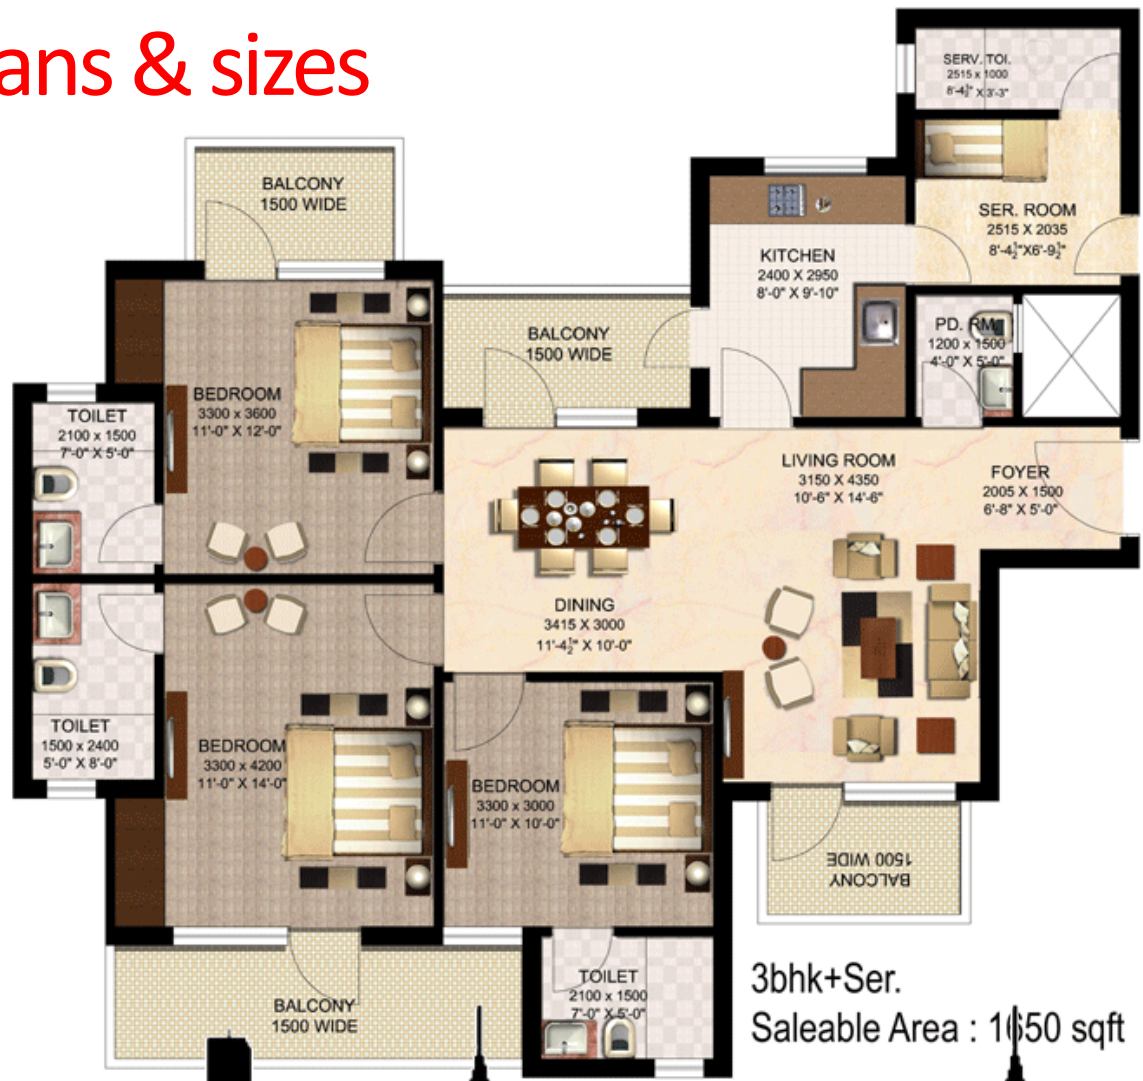 ans & sizes
SERV. TOI.
2515 x 1000
8'-4½" X 3'-3"
BALCONY
1500 WIDE
SER. ROOM
2515 X 2035
8'-4½"X6'-9½"
KITCHEN
2400 X 2950
8'-0" X 9'-10"
BALCONY
1500 WIDE
PD. RM.
1200 x 1500
4'-0" X 5'-0"
BEDROOM
3300 x 3600
11'-0" X 12'-0"
TOILET
2100 x 1500
7'-0" X 5'-0"
LIVING ROOM
3150 X 4350
10'-6" X 14'-6"
FOYER
2005 X 1500
6'-8" X 5'-0"
DINING
3415 X 3000
11'-4½" X 10'-0"
TOILET
1500 x 2400
5'-0" X 8'-0"
BEDROOM
3300 x 4200
11'-0" X 14'-0"
BEDROOM
3300 x 3000
11'-0" X 10'-0"
BALCONY
1500 WIDE
TOILET
2100 x 1500
7'-0" X 5'-0"
BALCONY
1500 WIDE
3bhk+Ser.
Saleable Area : 1650 sqft